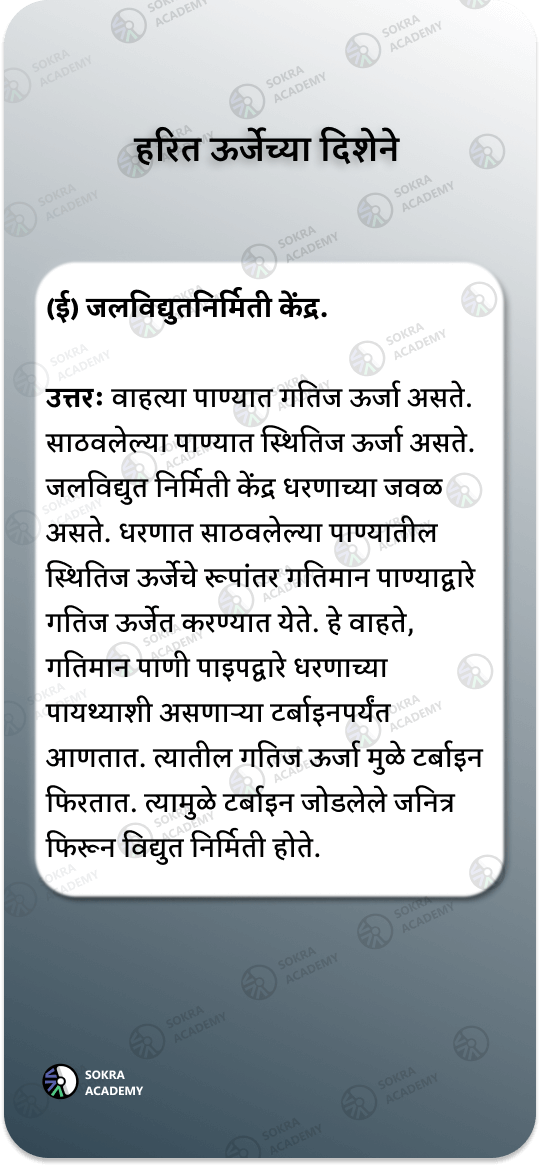 हरित ऊर्जेच्या दिशेने
(ई) जलविद्युतनिर्मिती केंद्र.
उत्तरः वाहत्या पाण्यात गतिज ऊर्जा असते.
साठवलेल्या पाण्यात स्थितिज ऊर्जा असते.
जलविद्युत निर्मिती केंद्र धरणाच्या जवळ
असते. धरणात साठवलेल्या पाण्यातील
स्थितिज ऊर्जेचे रूपांतर गतिमान पाण्याद्वारे
गतिज ऊर्जेत करण्यात येते. हे वाहते,
गतिमान पाणी पाइपद्वारे धरणाच्या
पायथ्याशी असणाऱ्या टर्बाइनपर्यंत
आणतात. त्यातील गतिज ऊर्जा मुळे टर्बाइन
फिरतात. त्यामुळे टर्बाइन जोडलेले जनित्र
फिरून विद्युत निर्मिती होते.
SOKRA
ACADEMY